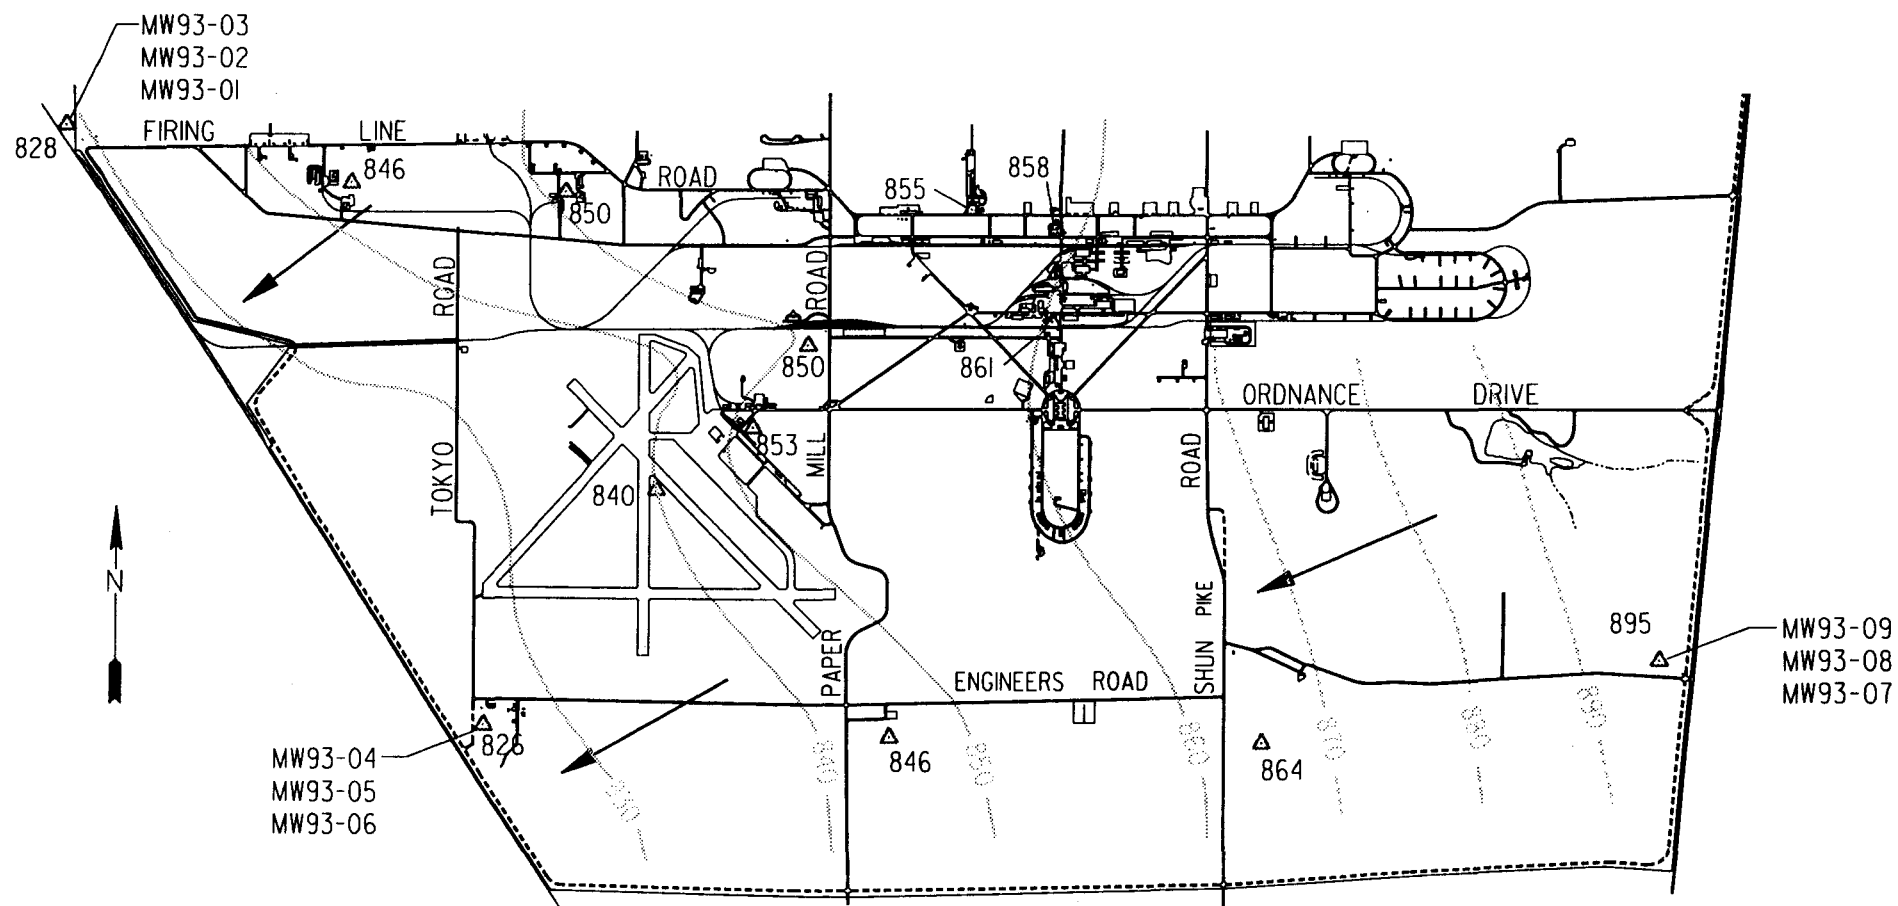 MW93-03
MW93-02
MW93-01
828
FIRING LINE ROAD
846
850
855
858
TOKYO ROAD
PAPER MILL ROAD
850
861
ORDNANCE DRIVE
853
840
SHUN PIKE ROAD
N
895
MW93-09
MW93-08
MW93-07
ENGINEERS ROAD
826
MW93-04
MW93-05
MW93-06
846
864
830
840
850
860
870
880
890